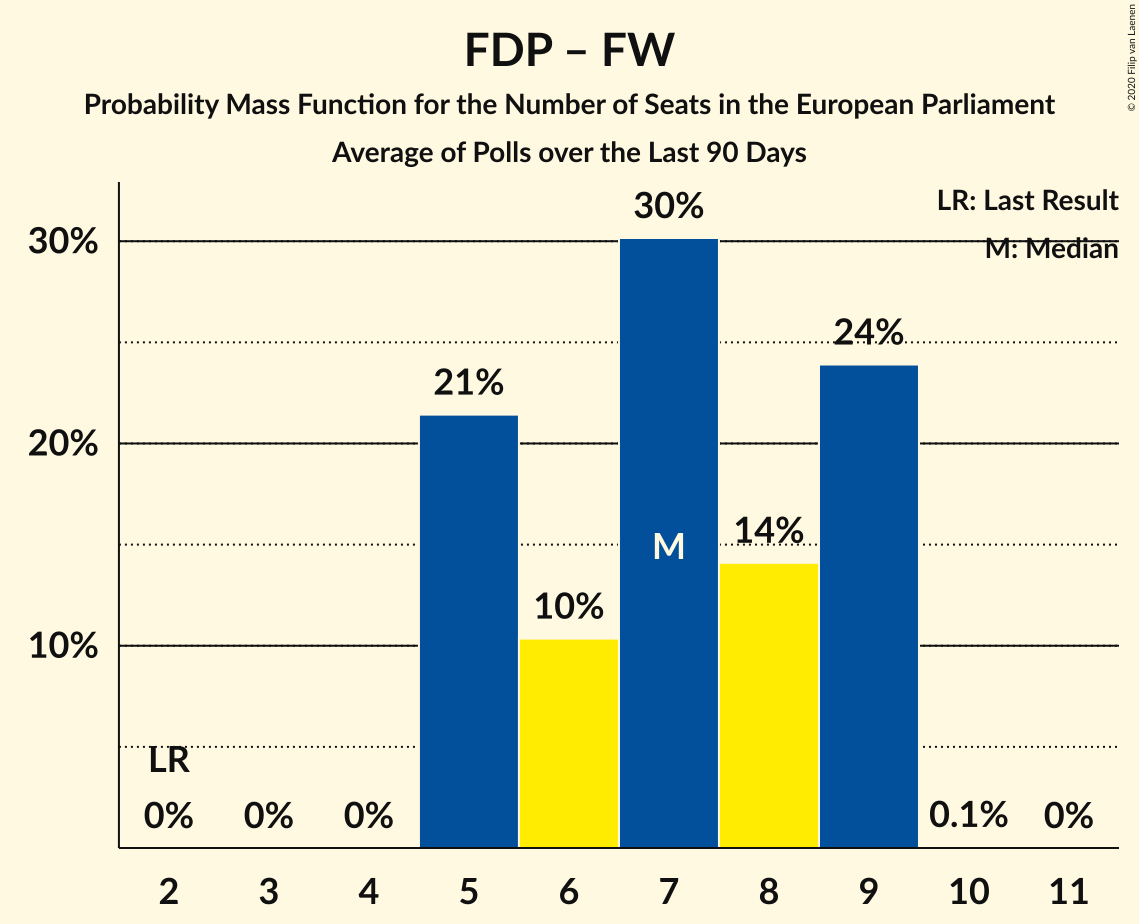 FDP – FW
Probability Mass Function for the Number of Seats in the European Parliament
Average of Polls over the Last 90 Days
© 2020 Filip van Laenen
LR: Last Result
M: Median
30%
20%
10%
LR
0%
0%
0%
21%
10%
30%
M
14%
24%
0.1%
0%
2 3 4 5 6 7 8 9 10 11